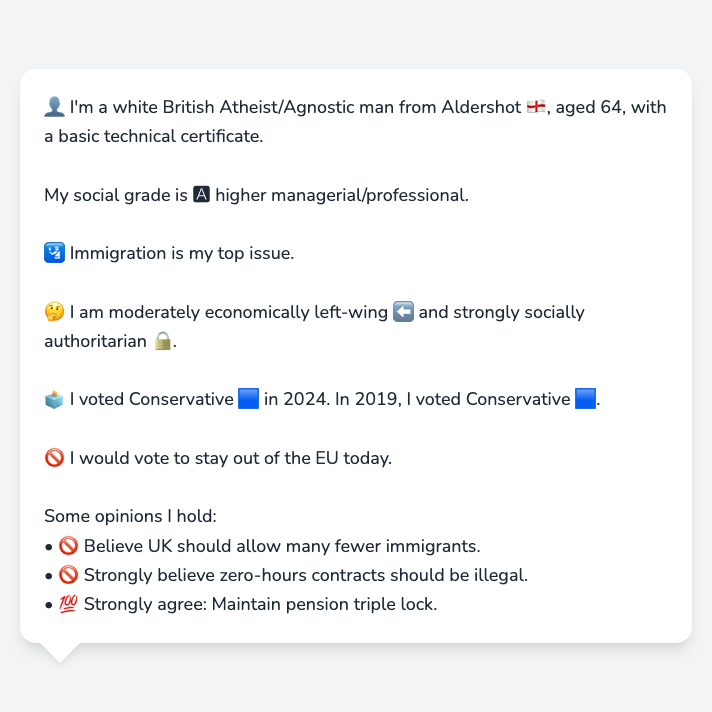 👤 I'm a white British Atheist/Agnostic man from Aldershot 🏴󠁧󠁢󠁥󠁮󠁧󠁿, aged 64, with
a basic technical certificate.
My social grade is 🅰 higher managerial/professional.
🛂 Immigration is my top issue.
🤔 I am moderately economically left-wing ⬅️ and strongly socially
authoritarian 🔒.
🗳️ I voted Conservative 🟦 in 2024. In 2019, I voted Conservative 🟦.
🚫 I would vote to stay out of the EU today.
Some opinions I hold:
• 🚫 Believe UK should allow many fewer immigrants.
• 🚫 Strongly believe zero-hours contracts should be illegal.
• 💯 Strongly agree: Maintain pension triple lock.